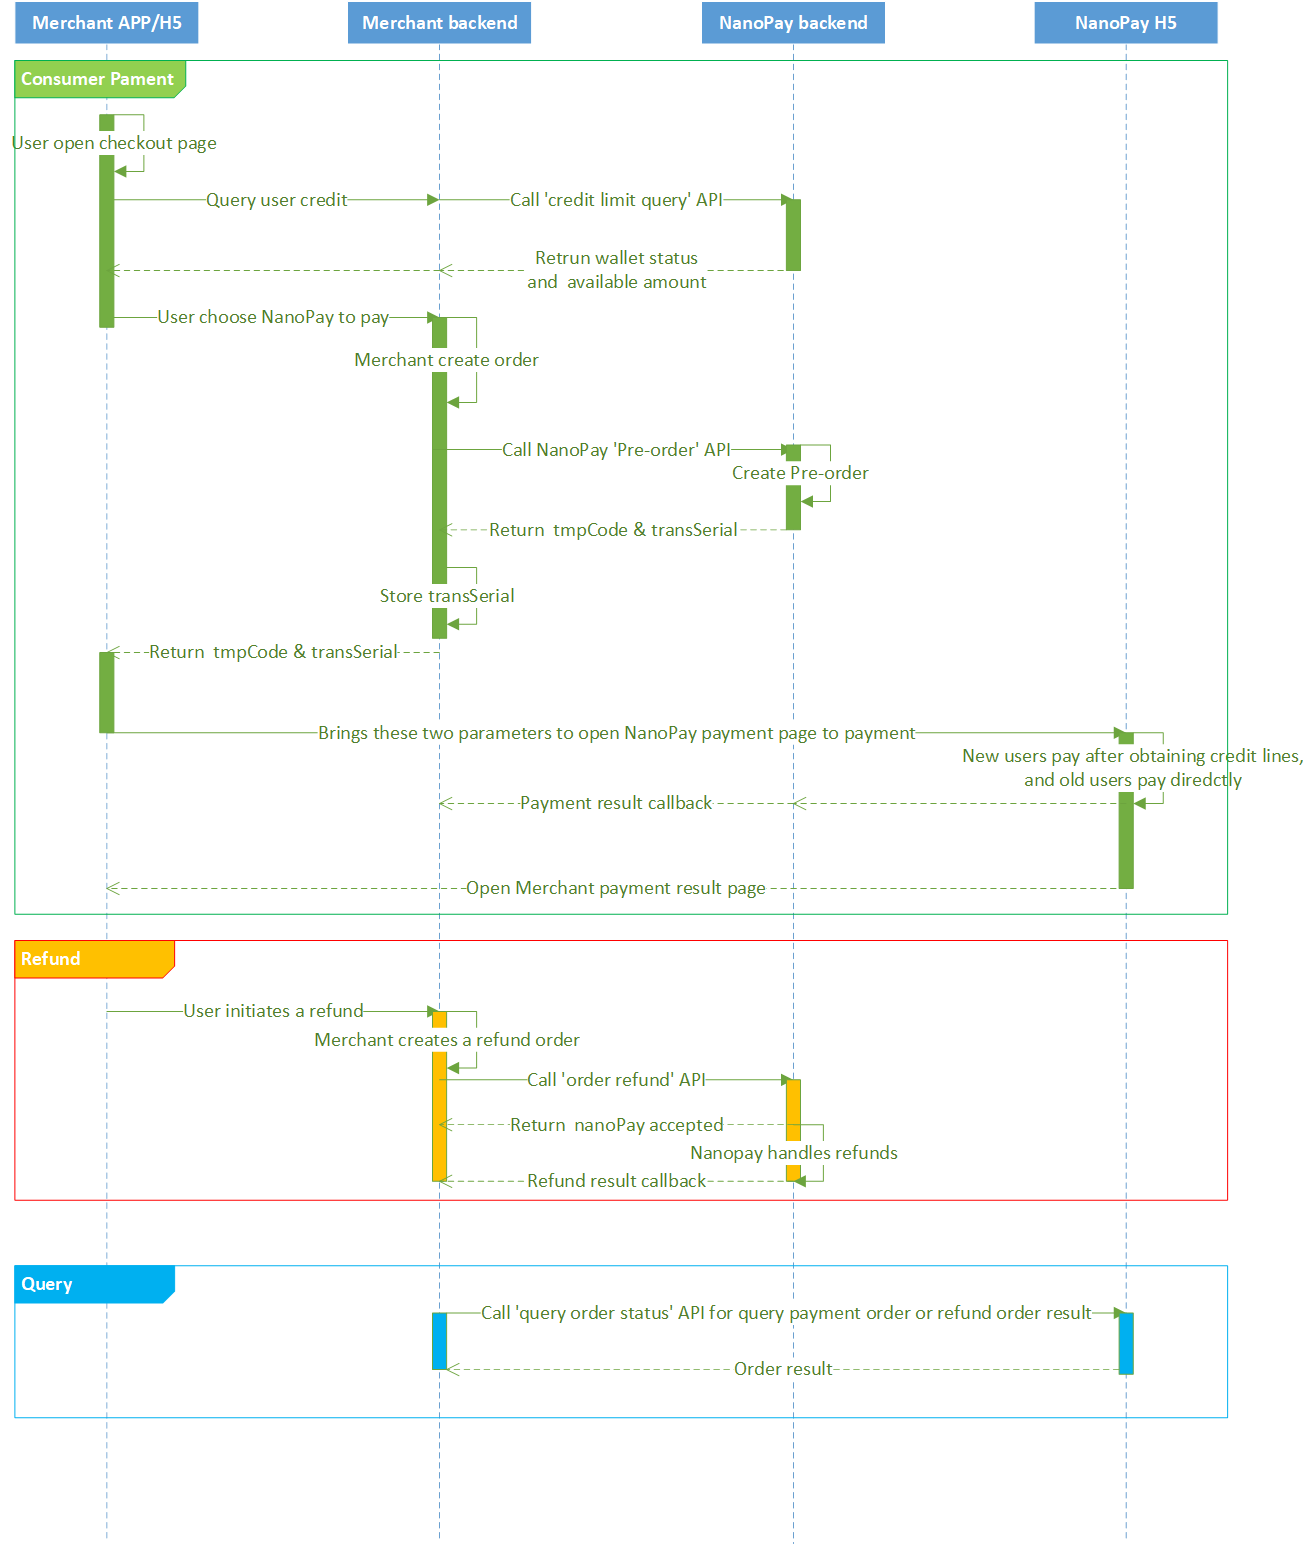 Merchant APP/H5
Merchant backend
NanoPay backend
NanoPay H5
Consumer Pament
User open checkout page
Query user credit
Call 'credit limit query' API
Retrun wallet status
and  available amount
User choose NanoPay to pay
Merchant create order
Call NanoPay 'Pre-order' API
Create Pre-order
Return  tmpCode & transSerial
Store transSerial
Return  tmpCode & transSerial
Brings these two parameters to open NanoPay payment page to payment
New users pay after obtaining credit lines,
and old users pay diredctly
Payment result callback
Open Merchant payment result page
Refund
User initiates a refund
Merchant creates a refund order
Call 'order refund' API
Return  nanoPay accepted
Nanopay handles refunds
Refund result callback
Query
Call 'query order status' API for query payment order or refund order result
Order result